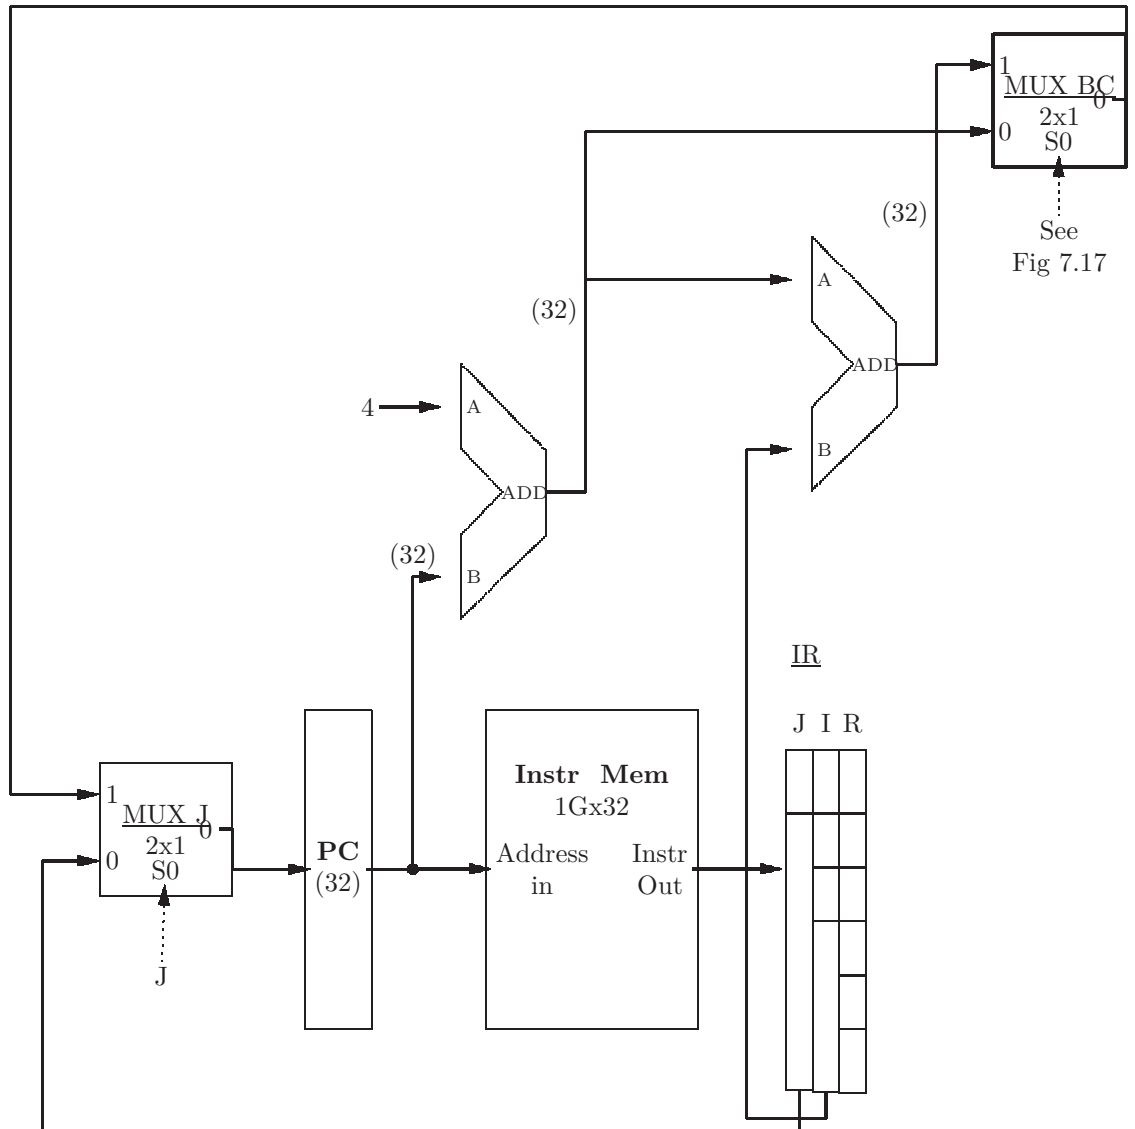 1
MUX BC
0
2x1
0
S0
(32)
See
Fig 7.17
A
(32)
ADD
4
A
B
ADD
(32)
B
IR
J I R
Instr Mem
1Gx32
1
MUX J
0
2x1
0
S0
PC
(32)
Address
in
Instr
Out
J